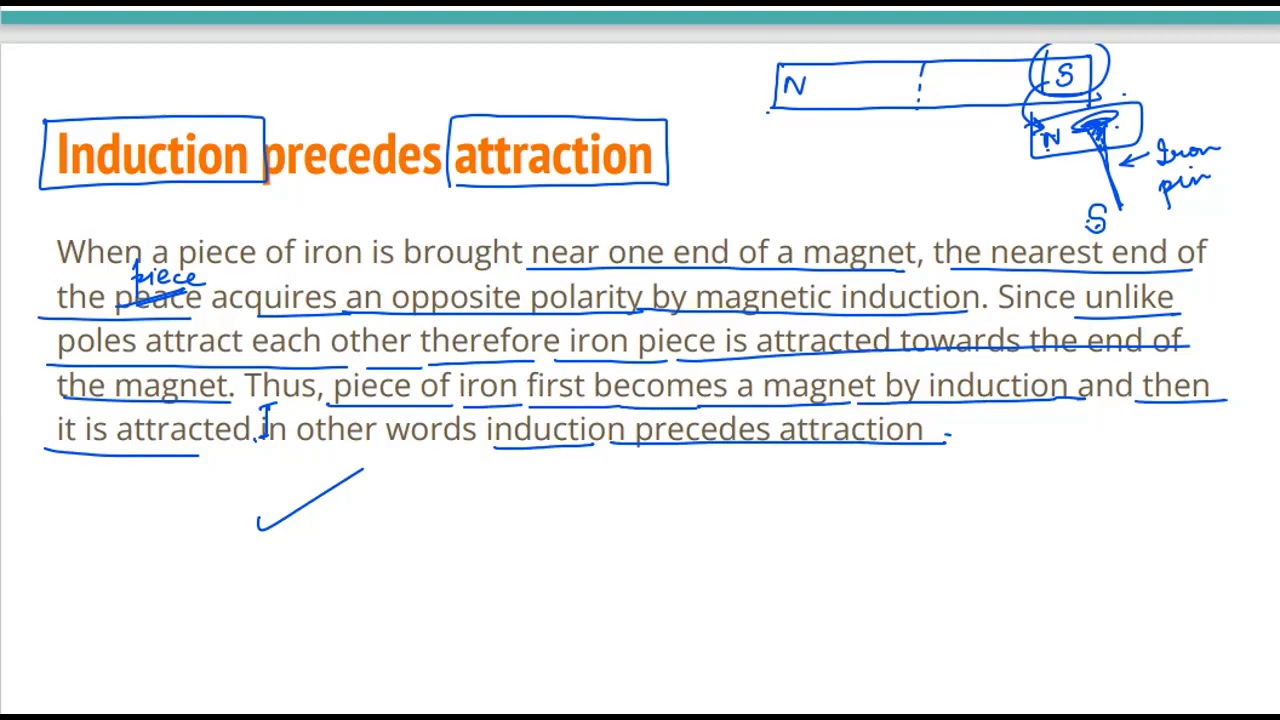 N
S
N
Iron
pin
S
Induction precedes attraction
When a piece of iron is brought near one end of a magnet, the nearest end of
piece
the peace acquires an opposite polarity by magnetic induction. Since unlike
poles attract each other therefore iron piece is attracted towards the end of
the magnet. Thus, piece of iron first becomes a magnet by induction and then
it is attracted.In other words induction precedes attraction